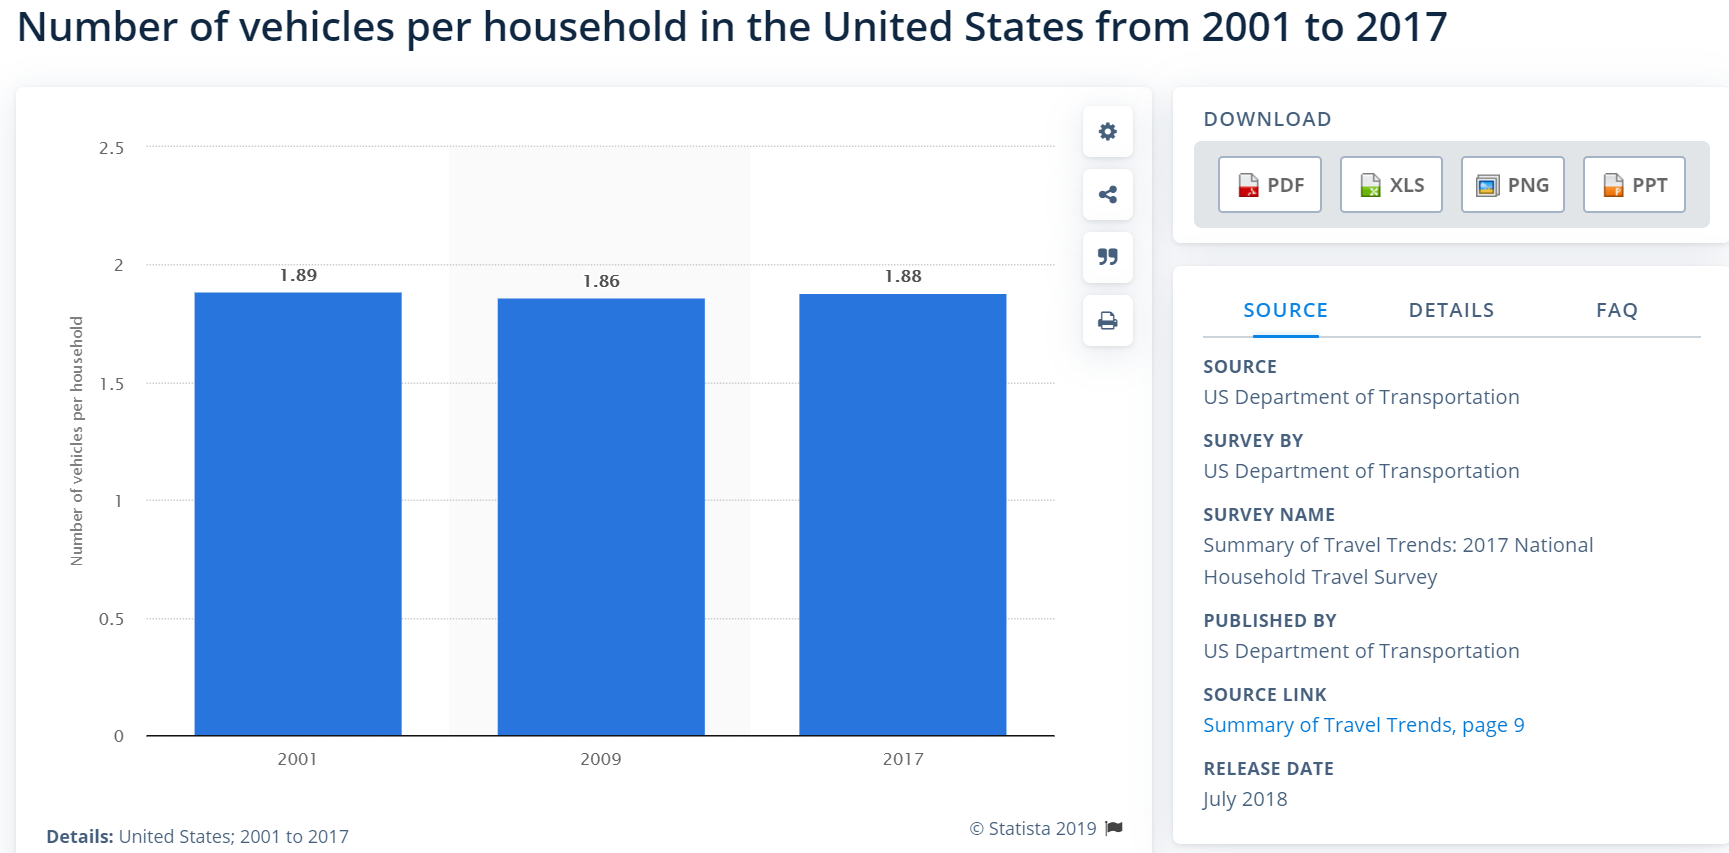 Number of vehicles per household in the United States from 2001 to 2017
Number of vehicles per household
2.5
2
1.5
1
0.5
0
1.89
1.86
1.88
2001
2009
2017
Details: United States; 2001 to 2017
© Statista 2019
DOWNLOAD
PDF
XLS
PNG
PPT
SOURCE
DETAILS
FAQ
SOURCE
US Department of Transportation
SURVEY BY
US Department of Transportation
SURVEY NAME
Summary of Travel Trends: 2017 National
Household Travel Survey
PUBLISHED BY
US Department of Transportation
SOURCE LINK
Summary of Travel Trends, page 9
RELEASE DATE
July 2018